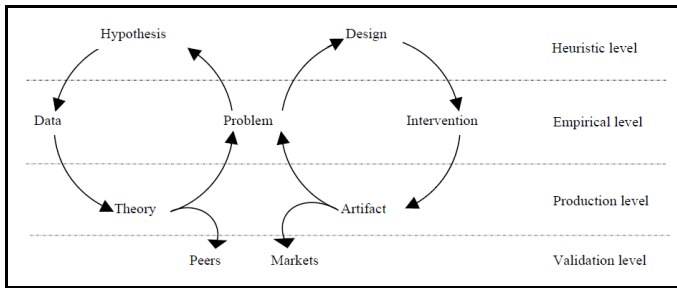 Hypothesis
Design
Heuristic level
Data
Problem
Intervention
Empirical level
Theory
Artifact
Production level
Peers
Markets
Validation level